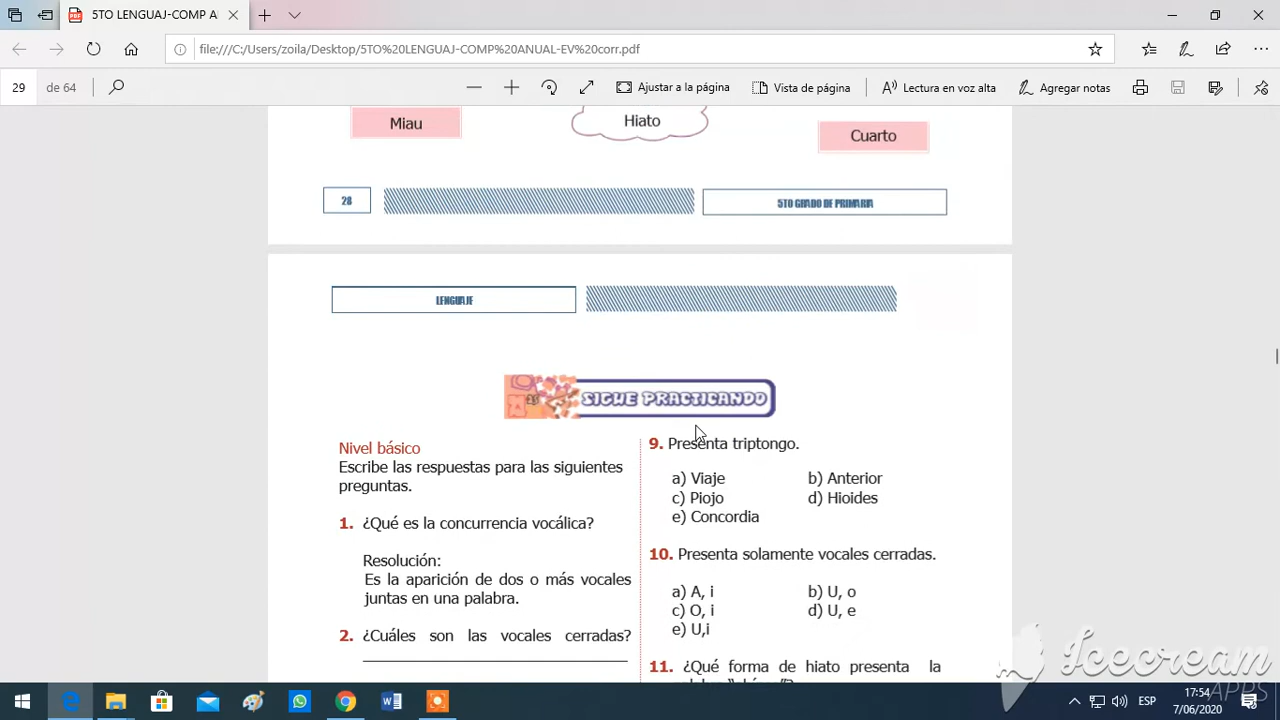 5TO LENGUAJ-COMP A
file:///C:/Users/zoila/Desktop/5TO%20LENGUAJ-COMP%20ANUAL-EV%20corr.pdf
29 de 64
Ajustar a la página
Vista de página
Lectura en voz alta
Agregar notas
Miau
Hiato
Cuarto
28
5TO GRADO DE PRIMARIA
LENGUAJE
SIGUE PRACTICANDO
Nivel básico
Escribe las respuestas para las siguientes
preguntas.
1. ¿Qué es la concurrencia vocálica?
Resolución:
Es la aparición de dos o más vocales
juntas en una palabra.
2. ¿Cuáles son las vocales cerradas?
9. Presenta triptongo.
a) Viaje b) Anterior
c) Piojo d) Hioides
e) Concordia
10. Presenta solamente vocales cerradas.
a) A, i b) U, o
c) O, i d) U, e
e) U,i
11. ¿Qué forma de hiato presenta la
Icecream
APPS
ESP
17:54
7/06/2020